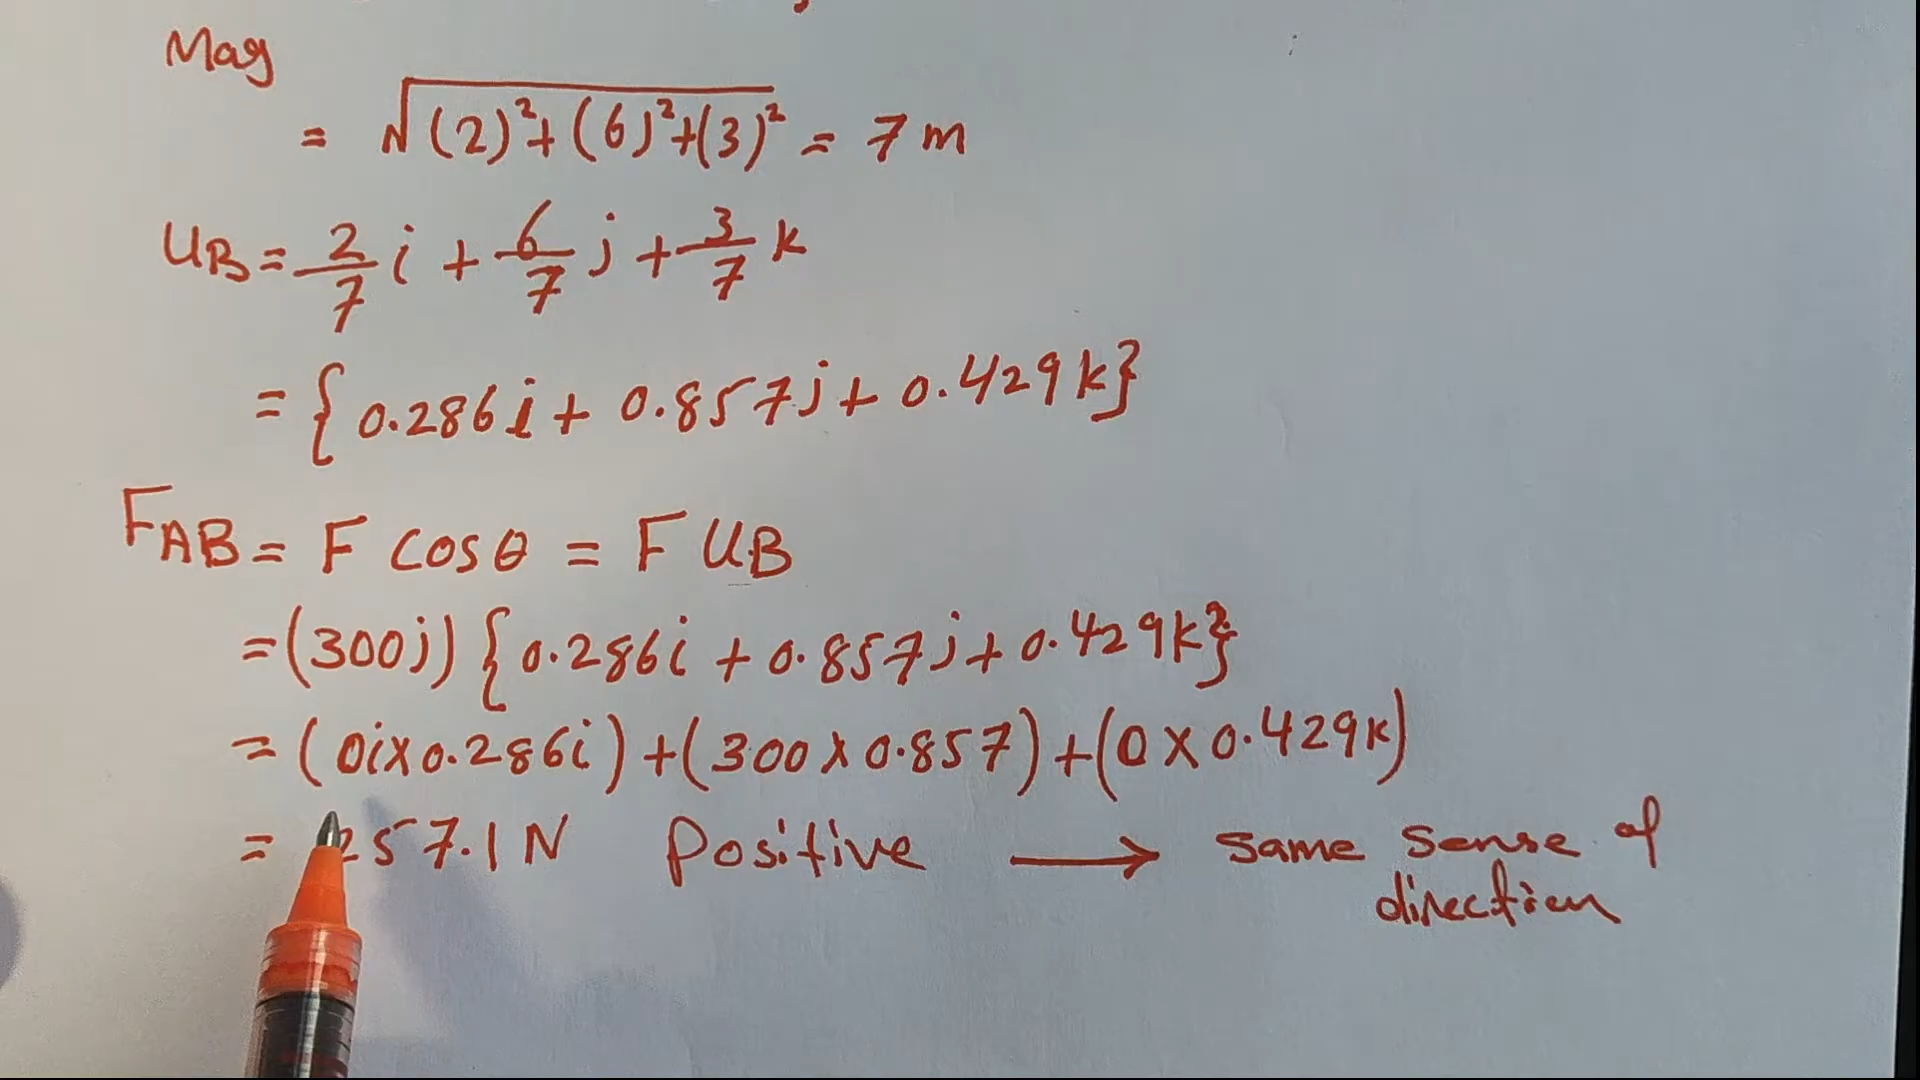 Mag
= √(2)²+(6)²+(3)² = 7 m
UB = 2/7 i + 6/7 j + 3/7 k
= {0.286i + 0.857j + 0.429k}
FAB = F cosθ = F UB
= (300j) {0.286i + 0.857j + 0.429k}
= (0i x 0.286i) + (300 x 0.857) + (0 x 0.429k)
= 257.1 N Positive → same sense of
direction